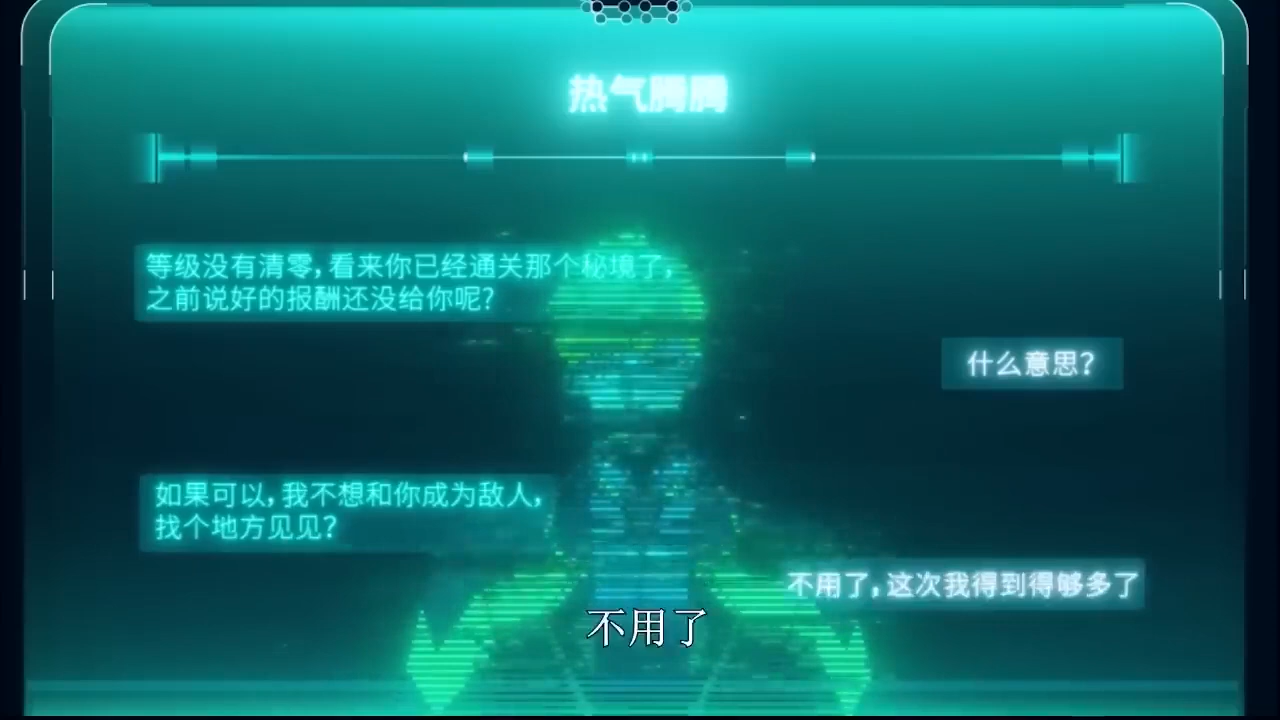 热气腾腾
等级没有清零，看来你已经通关那个秘境了，
之前说好的报酬还没给你呢？
什么意思？
如果可以，我不想和你成为敌人，
找个地方见见？
不用了，这次我得到得够多了
不用了